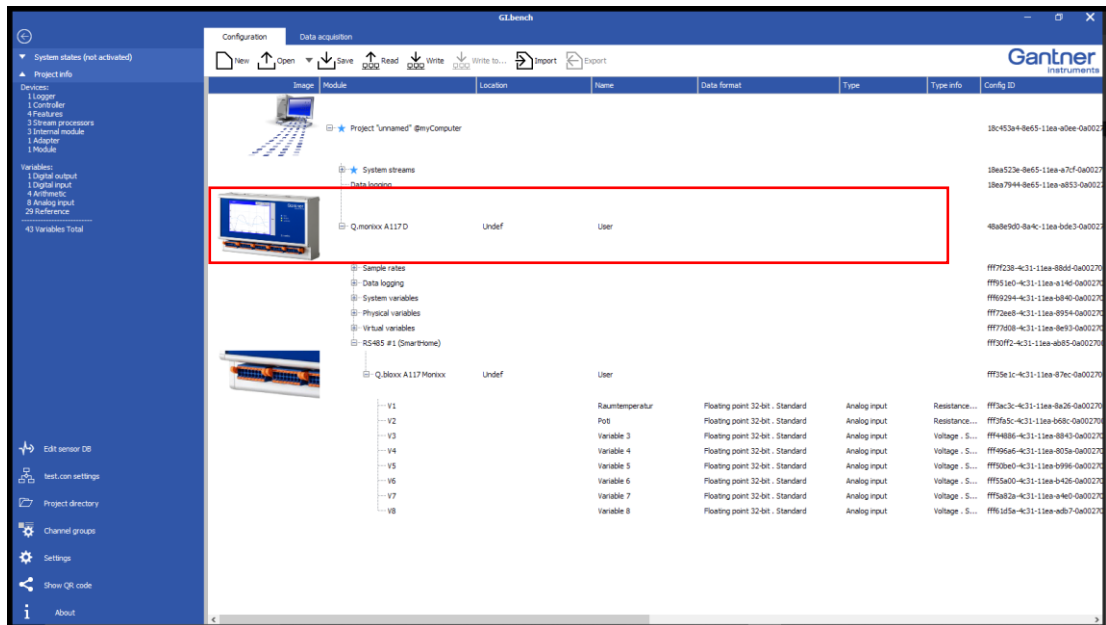 GI.bench
Configuration Data acquisition
System states (not activated)
Project info
Devices:
1 Logger
1 Controller
4 Features
3 Stream processors
3 Internal module
1 Adapter
1 Module
Variables:
1 Digital output
1 Digital input
4 Arithmetic
8 Analog input
29 Reference
43 Variables Total
Edit sensor DB
test.con settings
Project directory
Channel groups
Settings
Show QR code
About
New Open Save Read Write Write to... Import Export
Gantner
instruments
Image Module Location Name Data format Type Type info Config ID
Project "unnamed" @myComputer 18c453a4-8e65-11ea-a0ee-0a0027
System streams 18ea523e-8e65-11ea-a7cf-0a0027
Data logging 18ea7944-8e65-11ea-a853-0a0027
Q.monixx A117 D Undef User 48a8e9d0-8a4c-11ea-bde3-0a0027
Sample rates fff7f238-4c31-11ea-88dd-0a00270
Data logging fff951e0-4c31-11ea-a14d-0a00270
System variables fff69294-4c31-11ea-b840-0a00270
Physical variables fff72ee8-4c31-11ea-8954-0a00270
Virtual variables fff77d08-4c31-11ea-8e93-0a00270
RS485 #1 (SmartHome) fff30ff2-4c31-11ea-ab85-0a002700
Q.bloxx A117 Monixx Undef User fff35e1c-4c31-11ea-87ec-0a00270
V1 Raumtemperatur Floating point 32-bit . Standard Analog input Resistance... fff3ac3c-4c31-11ea-8a26-0a00270
V2 Poti Floating point 32-bit . Standard Analog input Resistance... fff3fa5c-4c31-11ea-b68c-0a00270
V3 Variable 3 Floating point 32-bit . Standard Analog input Voltage . S... fff44886-4c31-11ea-8843-0a00270
V4 Variable 4 Floating point 32-bit . Standard Analog input Voltage . S... fff496a6-4c31-11ea-805a-0a00270
V5 Variable 5 Floating point 32-bit . Standard Analog input Voltage . S... fff50be0-4c31-11ea-b996-0a00270
V6 Variable 6 Floating point 32-bit . Standard Analog input Voltage . S... fff55a00-4c31-11ea-b426-0a00270
V7 Variable 7 Floating point 32-bit . Standard Analog input Voltage . S... fff5a82a-4c31-11ea-a4e0-0a00270
V8 Variable 8 Floating point 32-bit . Standard Analog input Voltage . S... fff61d5a-4c31-11ea-adb7-0a00270